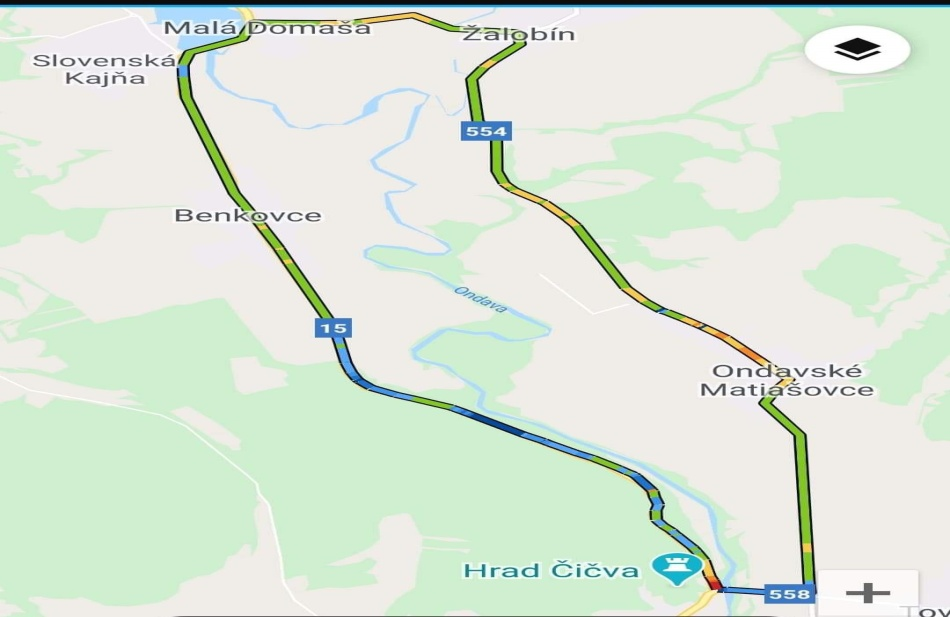 Malá Domaša
Žalobín
Slovenská
Kajňa
554
Benkovce
Ondava
15
Ondavské
Matiašovce
Hrad Čičva
558